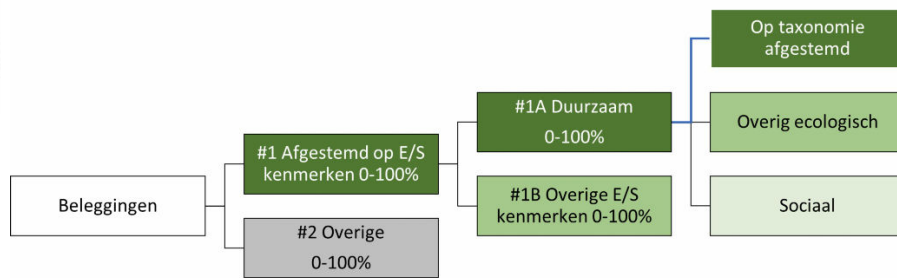 Beleggingen
#1 Afgestemd op E/S
kenmerken 0-100%
#2 Overige
0-100%
#1A Duurzaam
0-100%
#1B Overige E/S
kenmerken 0-100%
Op taxonomie
afgestemd
Overig ecologisch
Sociaal